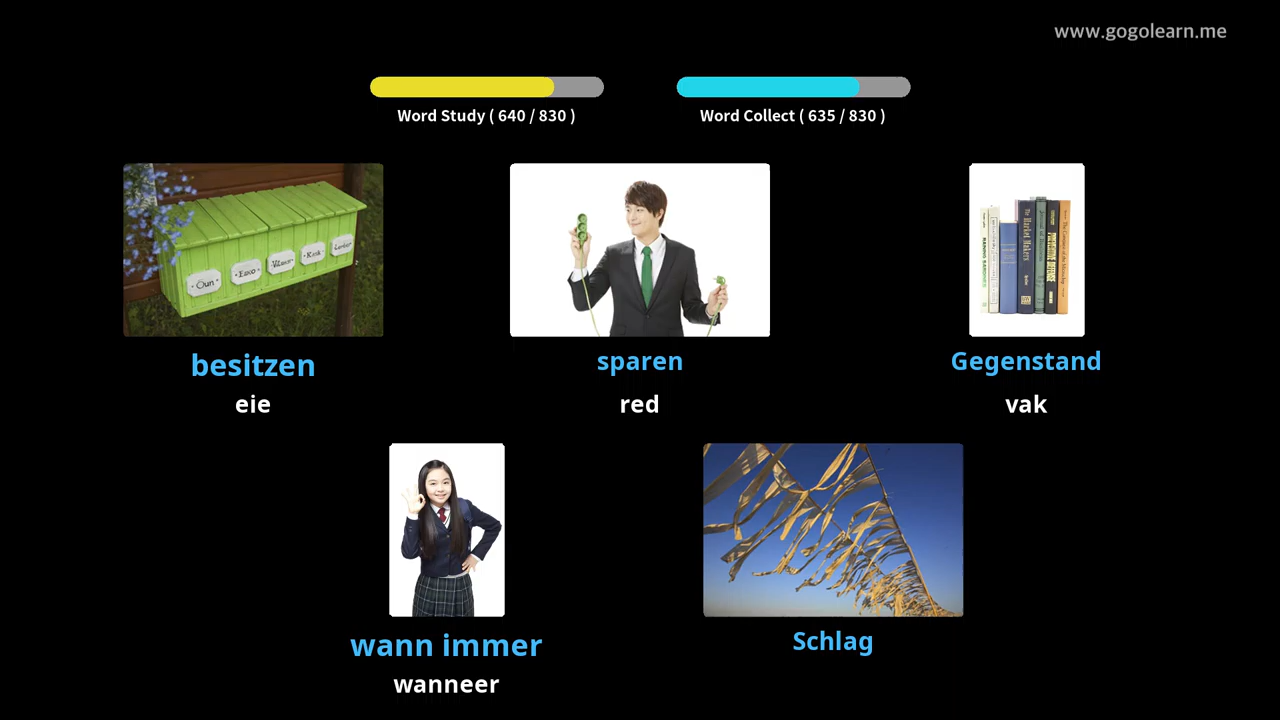 www.gogolearn.me
Word Study ( 640 / 830 )
Word Collect ( 635 / 830 )
besitzen
eie
sparen
red
Gegenstand
vak
wann immer
wanneer
Schlag